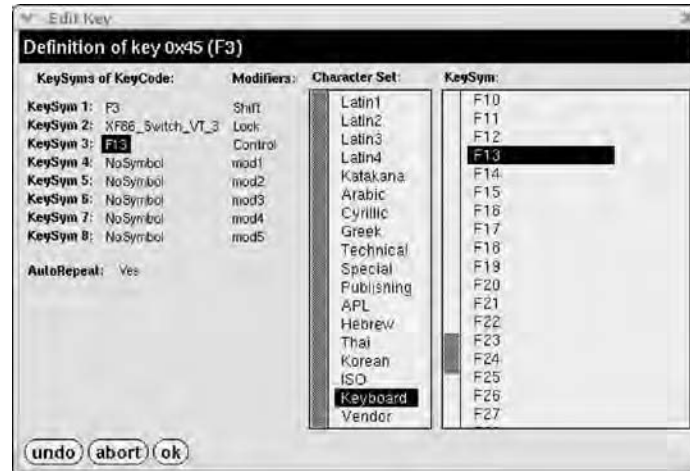 Edit Key
Definition of key 0x45 (F3)
KeySyms of KeyCode:
Modifiers:
KeySym 1: F3 Shift
KeySym 2: XF86_Switch_VT_3 Lock
KeySym 3: F13 Control
KeySym 4: NoSymbol mod1
KeySym 5: NoSymbol mod2
KeySym 6: NoSymbol mod3
KeySym 7: NoSymbol mod4
KeySym 8: NoSymbol mod5
AutoRepeat: Yes
Character Set:
Latin1
Latin2
Latin3
Latin4
Katakana
Arabic
Cyrillic
Greek
Technical
Special
Publishing
APL
Hebrew
Thai
Korean
ISO
Keyboard
Vendor
KeySym:
F10
F11
F12
F13
F14
F15
F16
F17
F18
F19
F20
F21
F22
F23
F24
F25
F26
F27
undo abort ok